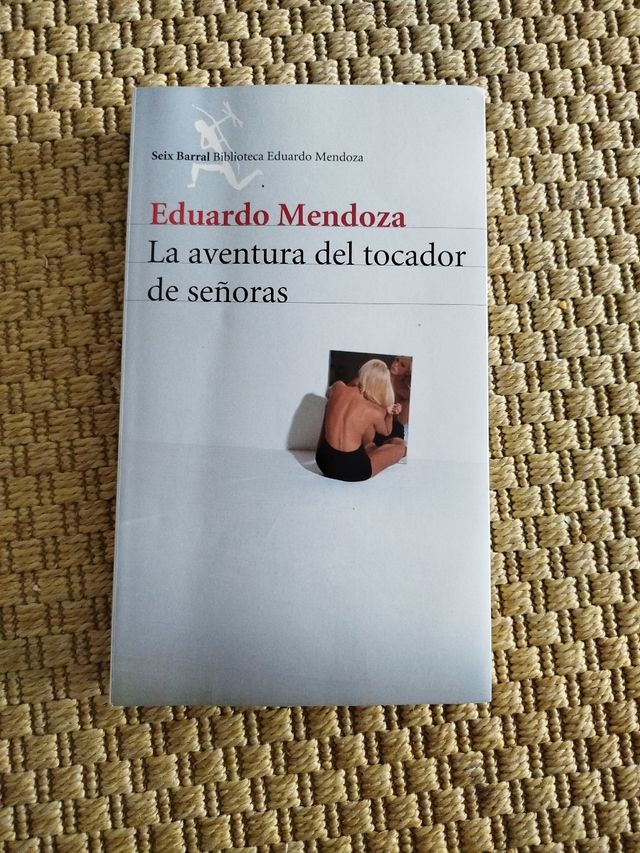 Seix Barral Biblioteca Eduardo Mendoza
Eduardo Mendoza
La aventura del tocador
de señoras